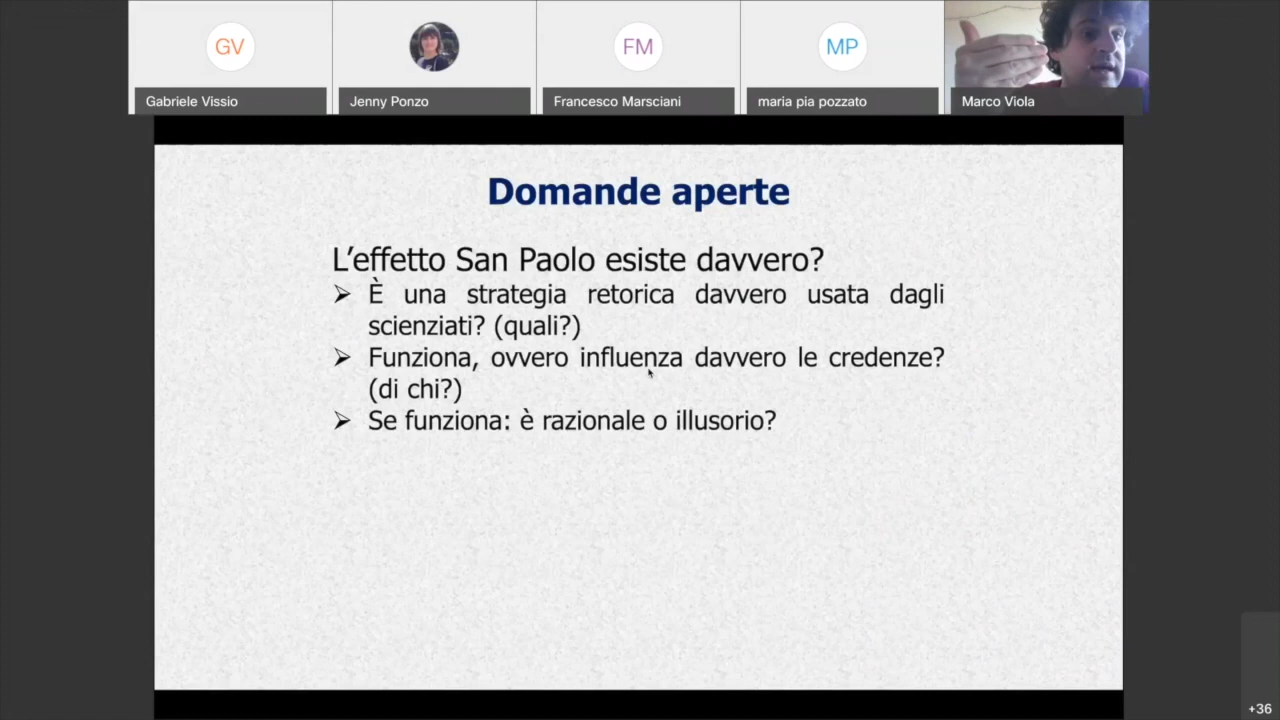 GV
FM
MP
Gabriele Vissio
Jenny Ponzo
Francesco Marsciani
maria pia pozzato
Marco Viola
Domande aperte
L'effetto San Paolo esiste davvero?
➢ È una strategia retorica davvero usata dagli
scienziati? (quali?)
➢ Funziona, ovvero influenza davvero le credenze?
(di chi?)
➢ Se funziona: è razionale o illusorio?
+36